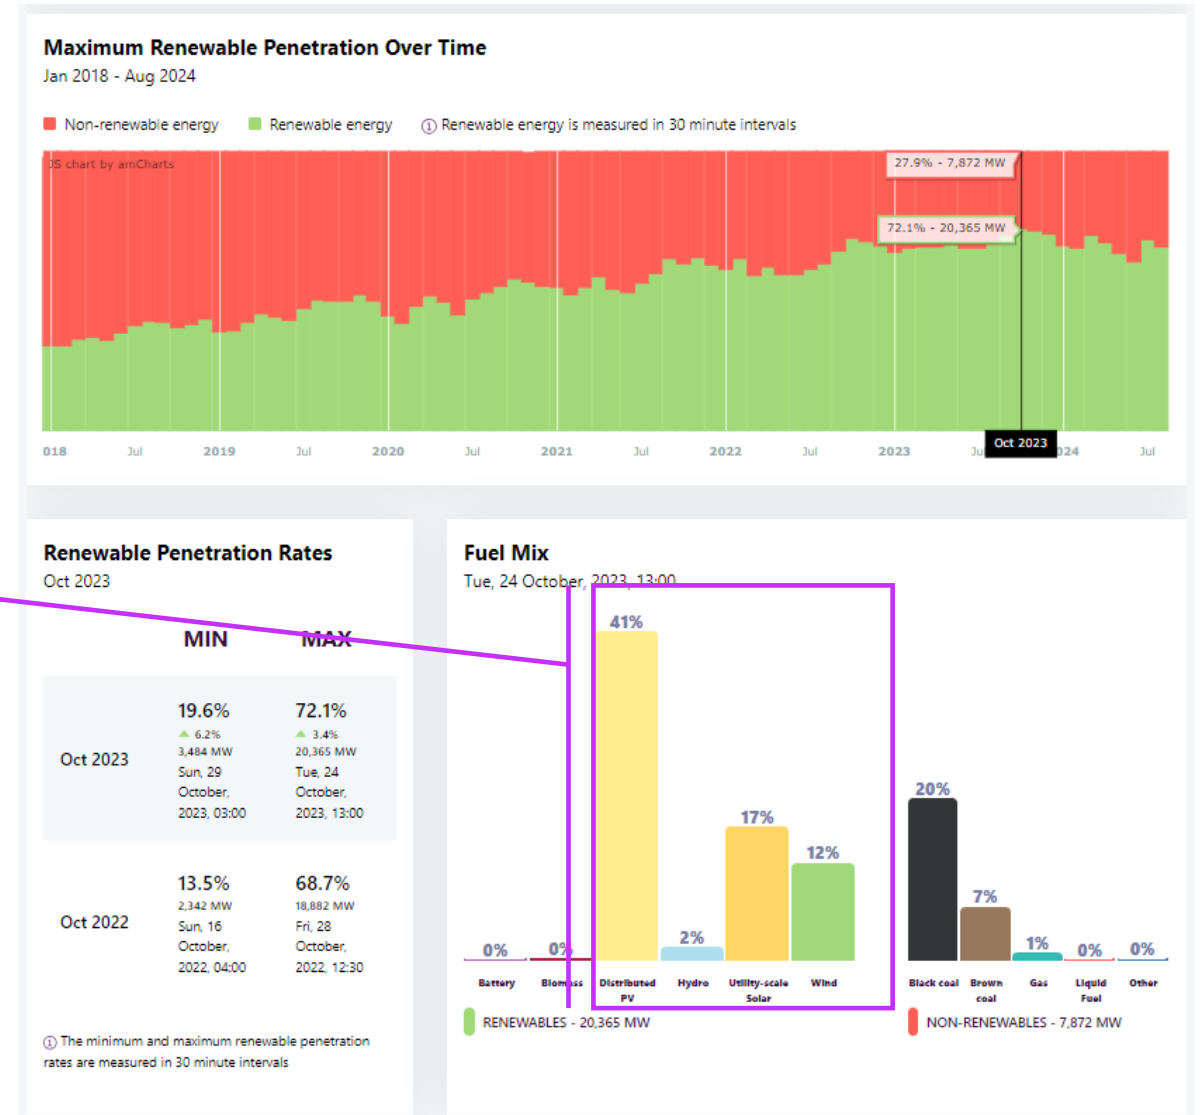 Maximum Renewable Penetration Over Time
Jan 2018 - Aug 2024
Non-renewable energy Renewable energy Renewable energy is measured in 30 minute intervals
JS chart by amCharts
27.9% - 7,872 MW
72.1% - 20,365 MW
018 Jul 2019 Jul 2020 Jul 2021 Jul 2022 Jul 2023 Ju Oct 2023 024 Jul
Renewable Penetration Rates
Oct 2023
MIN MAX
Oct 2023
19.6%
6.2%
3,484 MW
Sun, 29
October,
2023, 03:00
72.1%
3.4%
20,365 MW
Tue, 24
October,
2023, 13:00
Oct 2022
13.5%
2,342 MW
Sun, 16
October,
2022, 04:00
68.7%
18,882 MW
Fri, 28
October,
2022, 12:30
The minimum and maximum renewable penetration
rates are measured in 30 minute intervals
Fuel Mix
Tue, 24 October, 2023, 13:00
0% 0% 41% 2% 17% 12% 20% 7% 1% 0% 0%
Battery Biomass Distributed Hydro Utility-scale Wind Black coal Brown Gas Liquid Other
PV Solar coal Fuel
RENEWABLES - 20,365 MW
NON-RENEWABLES - 7,872 MW